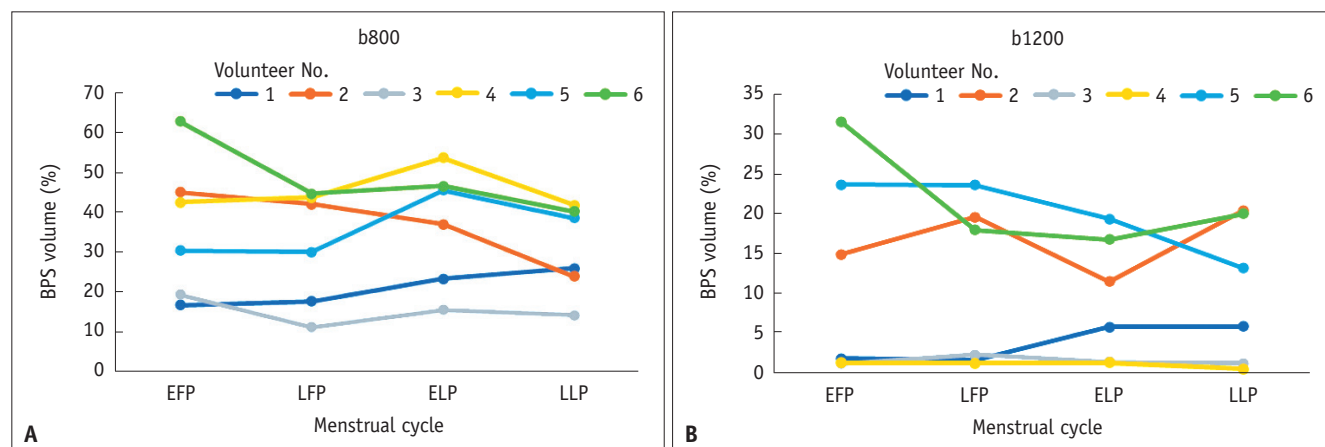 b800
Volunteer No.
1 2 3 4 5 6
70
60
50
40
30
20
10
0
BPS volume (%)
EFP LFP ELP LLP
Menstrual cycle
A
b1200
Volunteer No.
1 2 3 4 5 6
35
30
25
20
15
10
5
0
BPS volume (%)
EFP LFP ELP LLP
Menstrual cycle
B